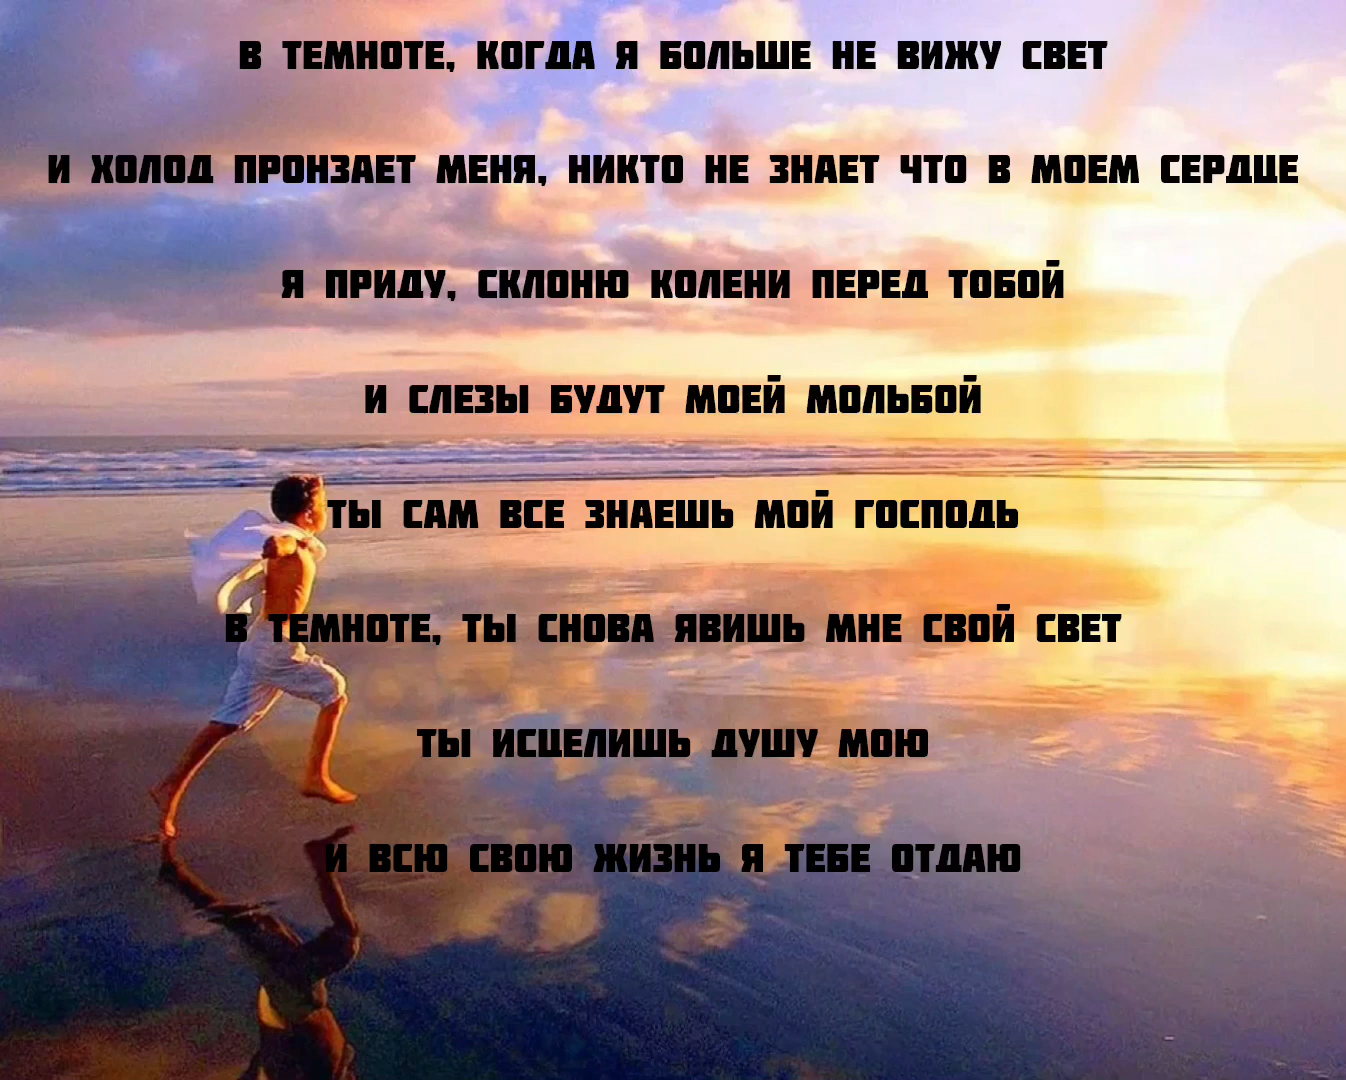 В ТЕМНОТЕ, КОГДА Я БОЛЬШЕ НЕ ВИЖУ СВЕТ
И ХОЛОД ПРОНЗАЕТ МЕНЯ, НИКТО НЕ ЗНАЕТ ЧТО В МОЕМ СЕРДЦЕ
Я ПРИДУ, СКЛОНЮ КОЛЕНИ ПЕРЕД ТОБОЙ
И СЛЕЗЫ БУДУТ МОЕЙ МОЛЬБОЙ
ТЫ САМ ВСЕ ЗНАЕШЬ МОЙ ГОСПОДЬ
В ТЕМНОТЕ, ТЫ СНОВА ЯВИШЬ МНЕ СВОЙ СВЕТ
ТЫ ИСЦЕЛИШЬ ДУШУ МОЮ
И ВСЮ СВОЮ ЖИЗНЬ Я ТЕБЕ ОТДАЮ